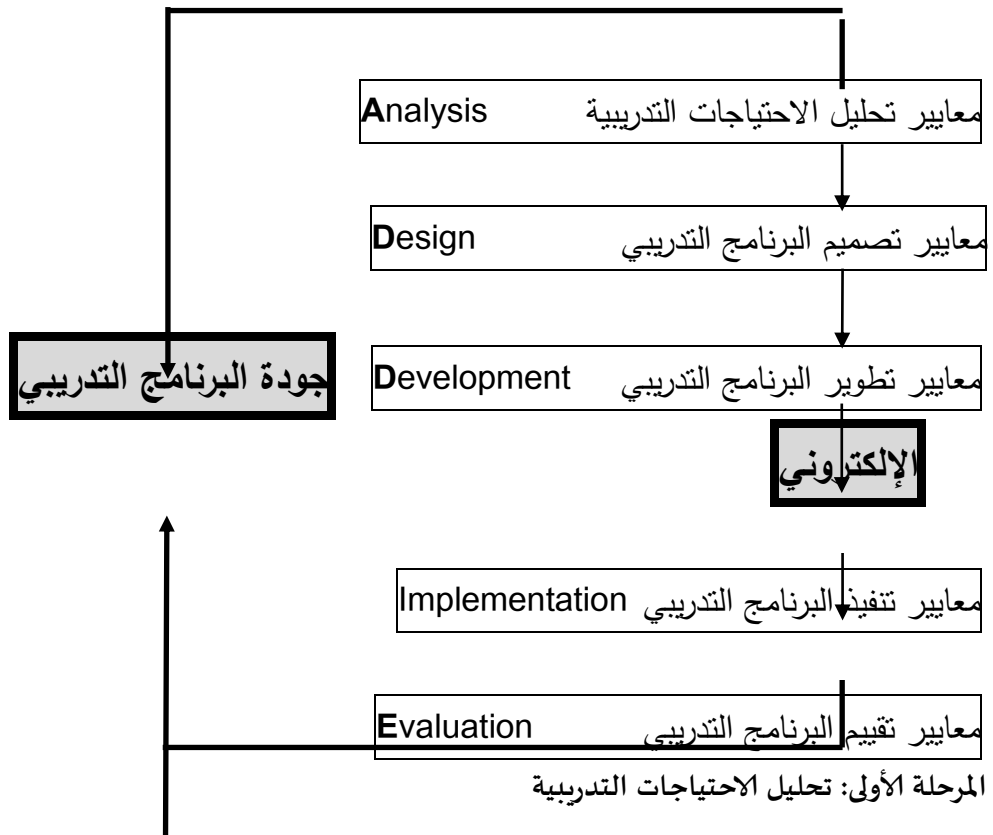 معايير تحليل الاحتياجات التدريبية Analysis
معايير تصميم البرنامج التدريبي Design
جودة البرنامج التدريبي
معايير تطوير البرنامج التدريبي Development
الإلكتروني
معايير تنفيذ البرنامج التدريبي Implementation
معايير تقييم البرنامج التدريبي Evaluation
المرحلة الأولى: تحليل الاحتياجات التدريبية